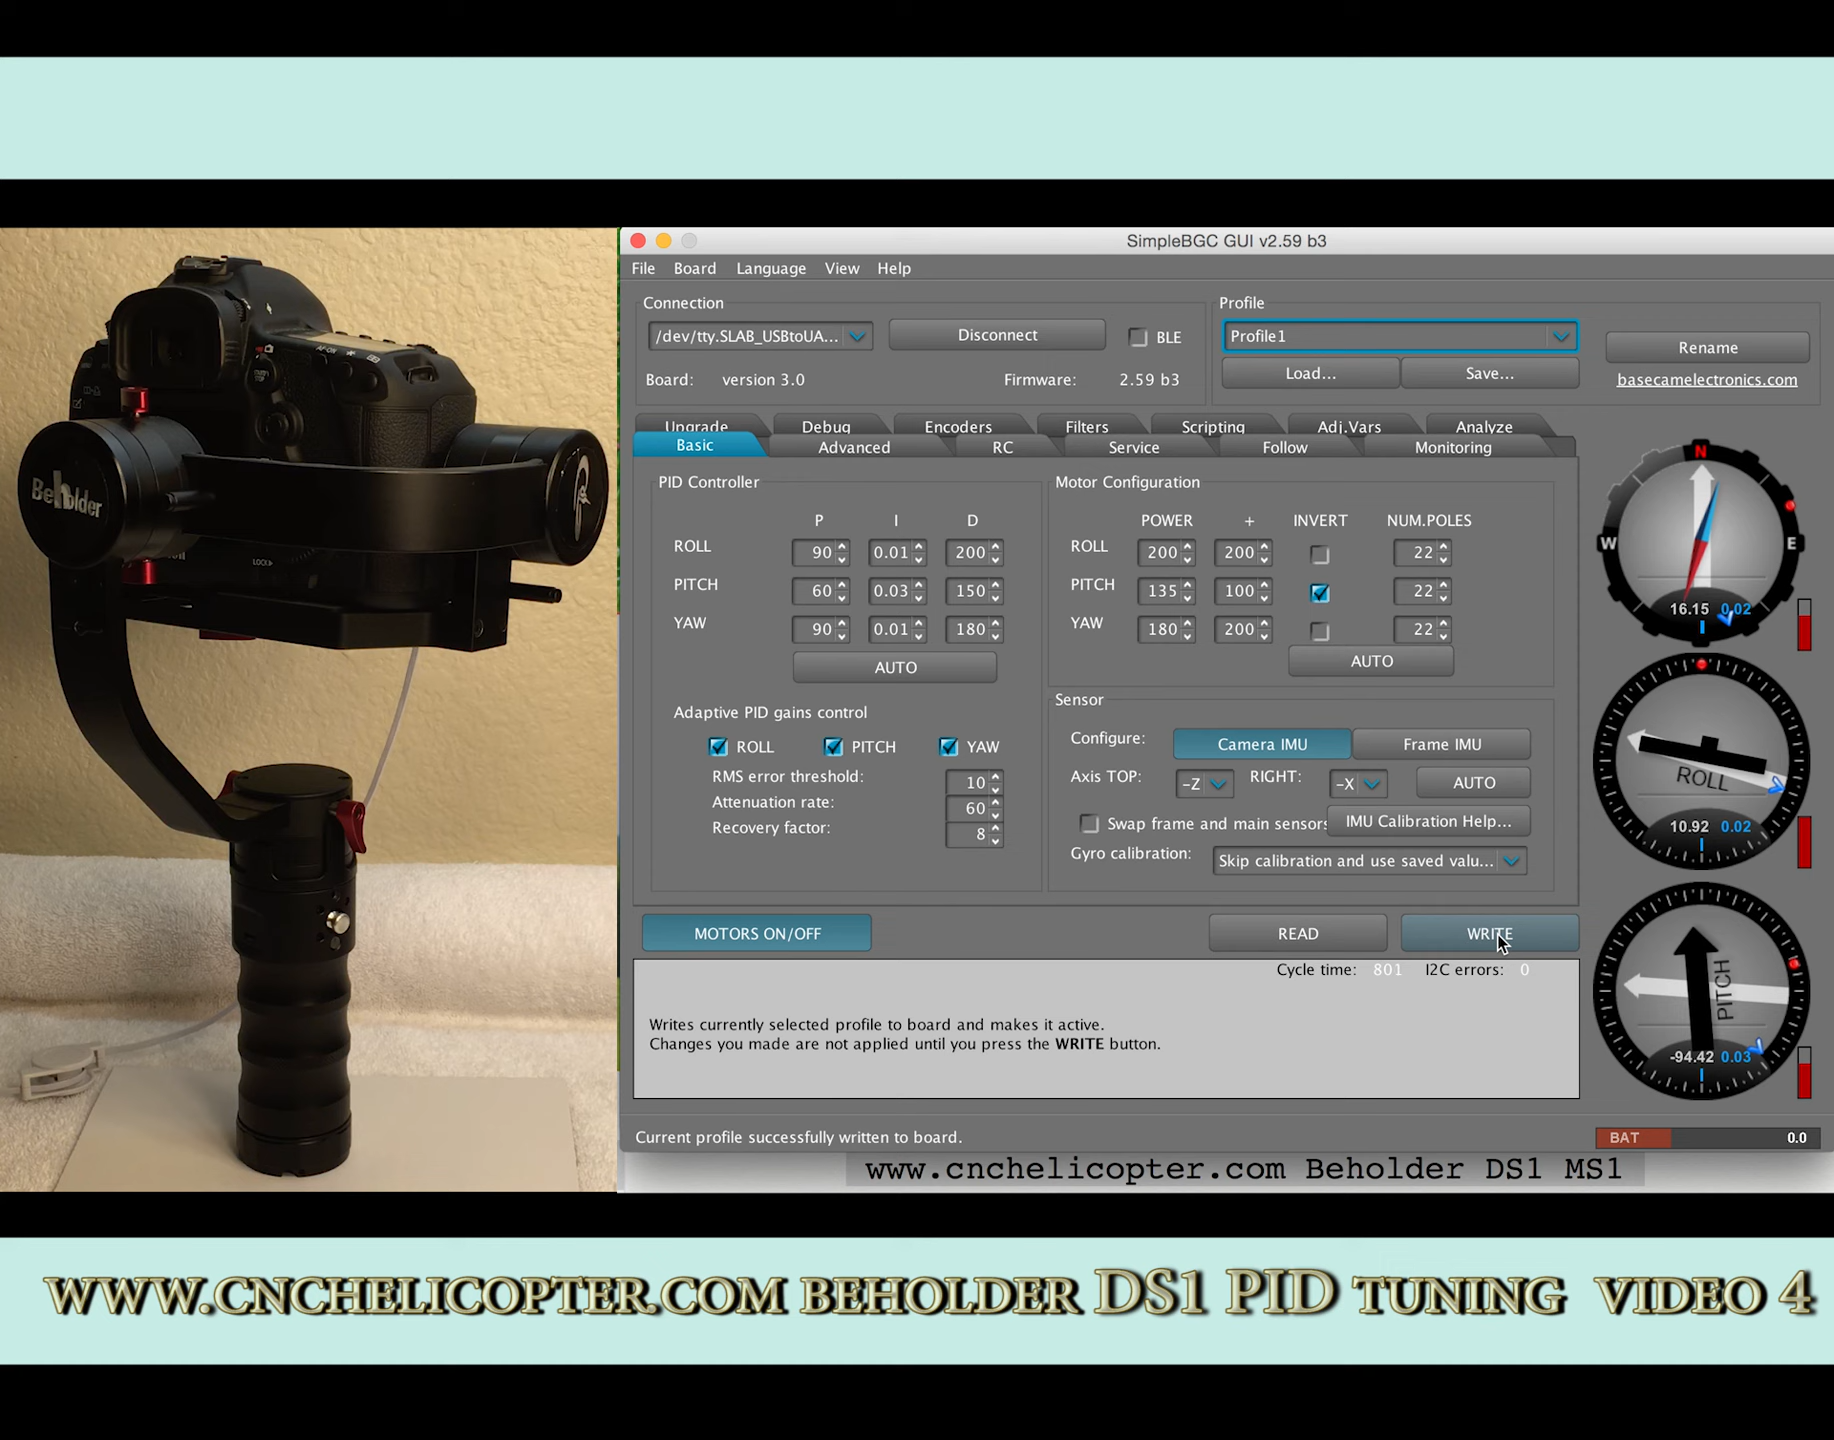 SimpleBGC GUI v2.59 b3
File Board Language View Help
Connection
/dev/tty.SLAB_USBtoUA... Disconnect BLE
Board: version 3.0 Firmware: 2.59 b3
Profile
Profile1
Load... Save... Rename
basecamelectronics.com
Upgrade Debug Encoders Filters Scripting Adj.Vars Analyze
Basic Advanced RC Service Follow Monitoring
PID Controller
P I D
ROLL 90 0.01 200
PITCH 60 0.03 150
YAW 90 0.01 180
AUTO
Adaptive PID gains control
ROLL PITCH YAW
RMS error threshold: 10
Attenuation rate: 60
Recovery factor: 8
Motor Configuration
POWER + INVERT NUM.POLES
ROLL 200 200 22
PITCH 135 100 22
YAW 180 200 22
AUTO
Sensor
Configure: Camera IMU Frame IMU
Axis TOP: -Z RIGHT: -X AUTO
Swap frame and main sensors IMU Calibration Help...
Gyro calibration: Skip calibration and use saved valu...
MOTORS ON/OFF READ WRITE
Cycle time: 801 I2C errors: 0
Writes currently selected profile to board and makes it active.
Changes you made are not applied until you press the WRITE button.
Current profile successfully written to board.
N
W E
16.15 0.02
ROLL
10.92 0.02
PITCH
-94.42 0.03
BAT 0.0
Beholder
LOCK
www.cnchelicopter.com Beholder DS1 MS1
WWW.CNCHELICOPTER.COM BEHOLDER DS1 PID TUNING VIDEO 4